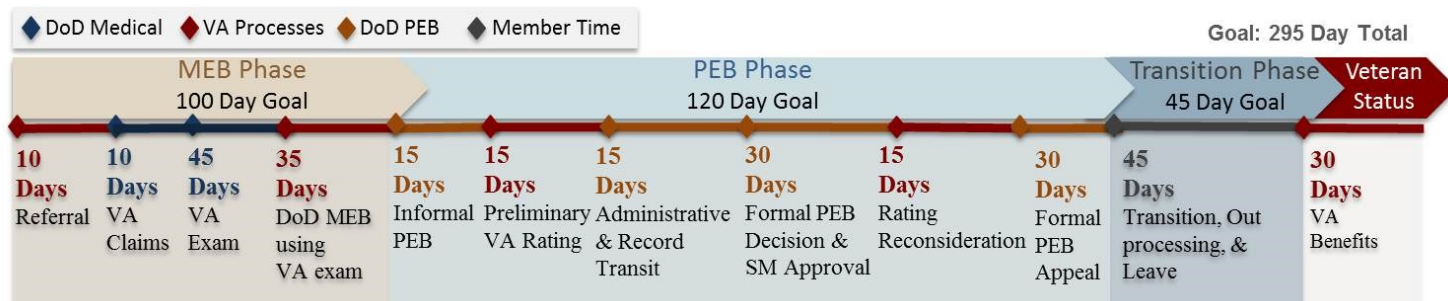 DoD Medical VA Processes DoD PEB Member Time
Goal: 295 Day Total
MEB Phase
100 Day Goal
PEB Phase
120 Day Goal
Transition Phase
45 Day Goal
Veteran
Status
10
Days
Referral
10
Days
VA
Claims
45
Days
VA
Exam
35
Days
DoD MEB
using
VA exam
15
Days
Informal
PEB
15
Days
Preliminary
VA Rating
15
Days
Administrative
& Record
Transit
30
Days
Formal PEB
Decision &
SM Approval
15
Days
Rating
Reconsideration
30
Days
Formal
PEB
Appeal
45
Days
Transition, Out
processing, &
Leave
30
Days
VA
Benefits